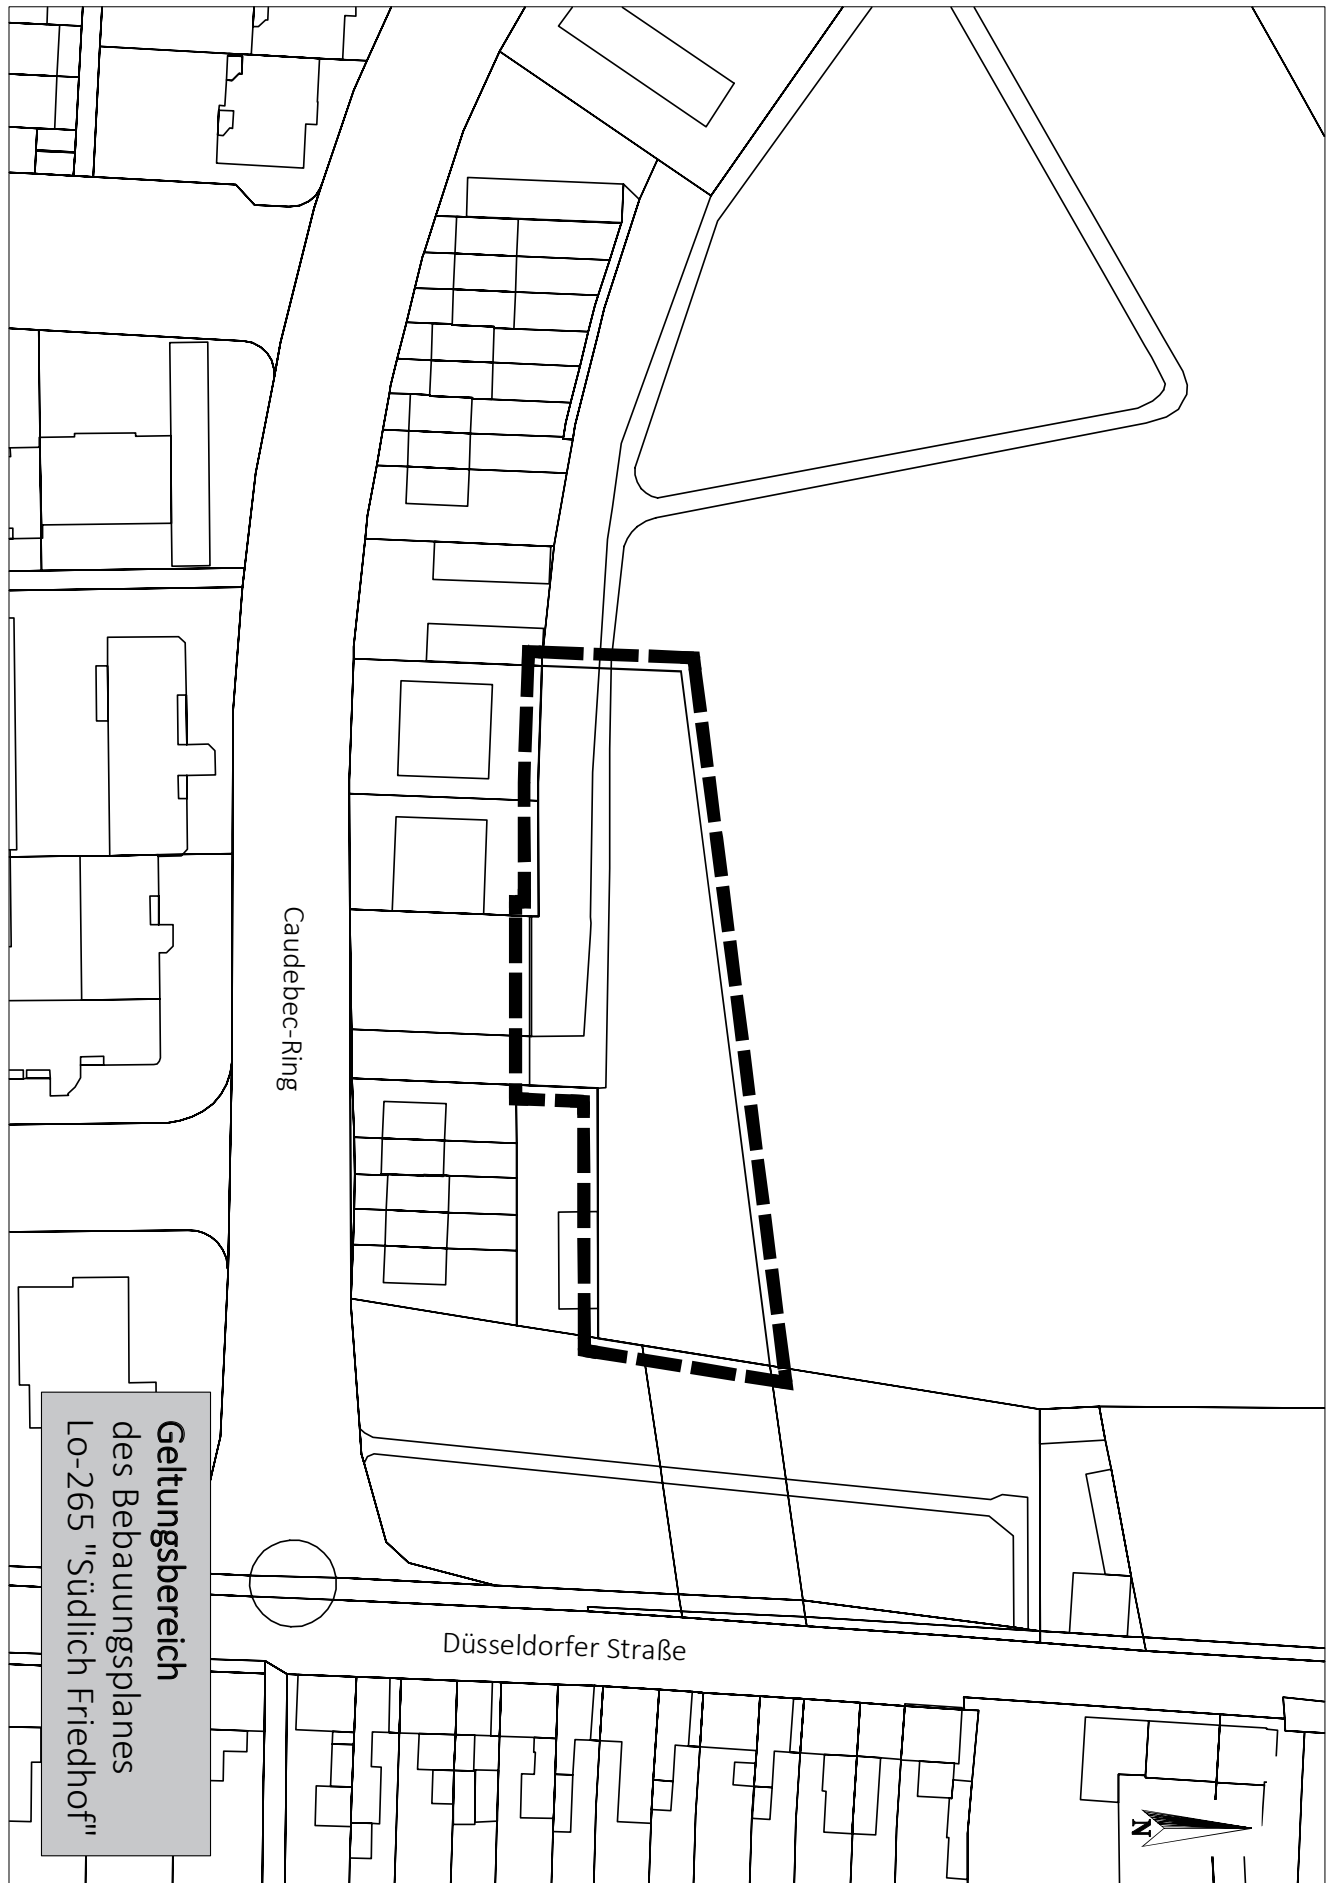 Caudebec-Ring
Düsseldorfer Straße
Geltungsbereich
des Bebauungsplanes
Lo-265 "Südlich Friedhof"
N